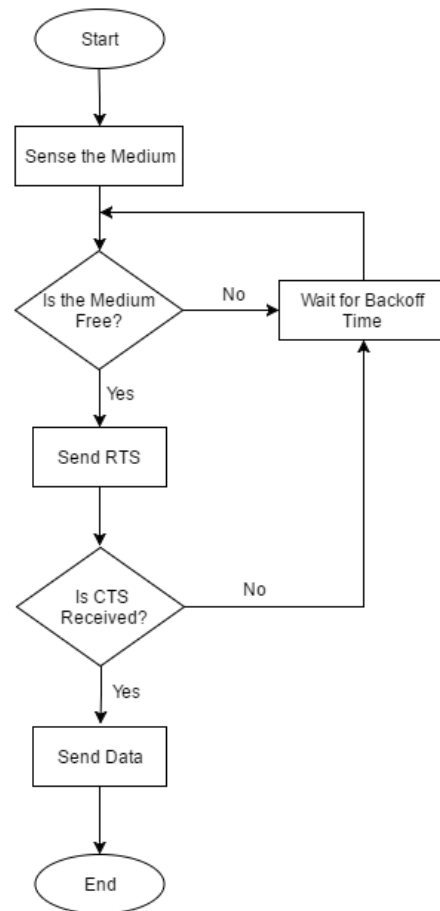 Start
Sense the Medium
Is the Medium
Free?
No
Wait for Backoff
Time
Yes
Send RTS
Is CTS
Received?
No
Yes
Send Data
End